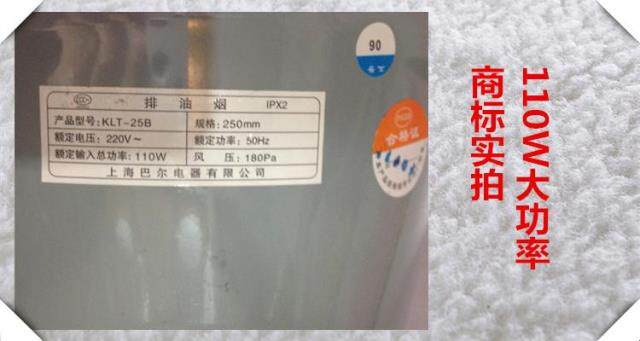 排油烟 IPX2
产品型号:KLT-25B 规格:250mm
额定电压:220V~ 额定功率:50Hz
额定输入总功率:110W 风 压:180Pa
上海巴尔电器有限公司
90
合格证
110W大功率
商标实拍